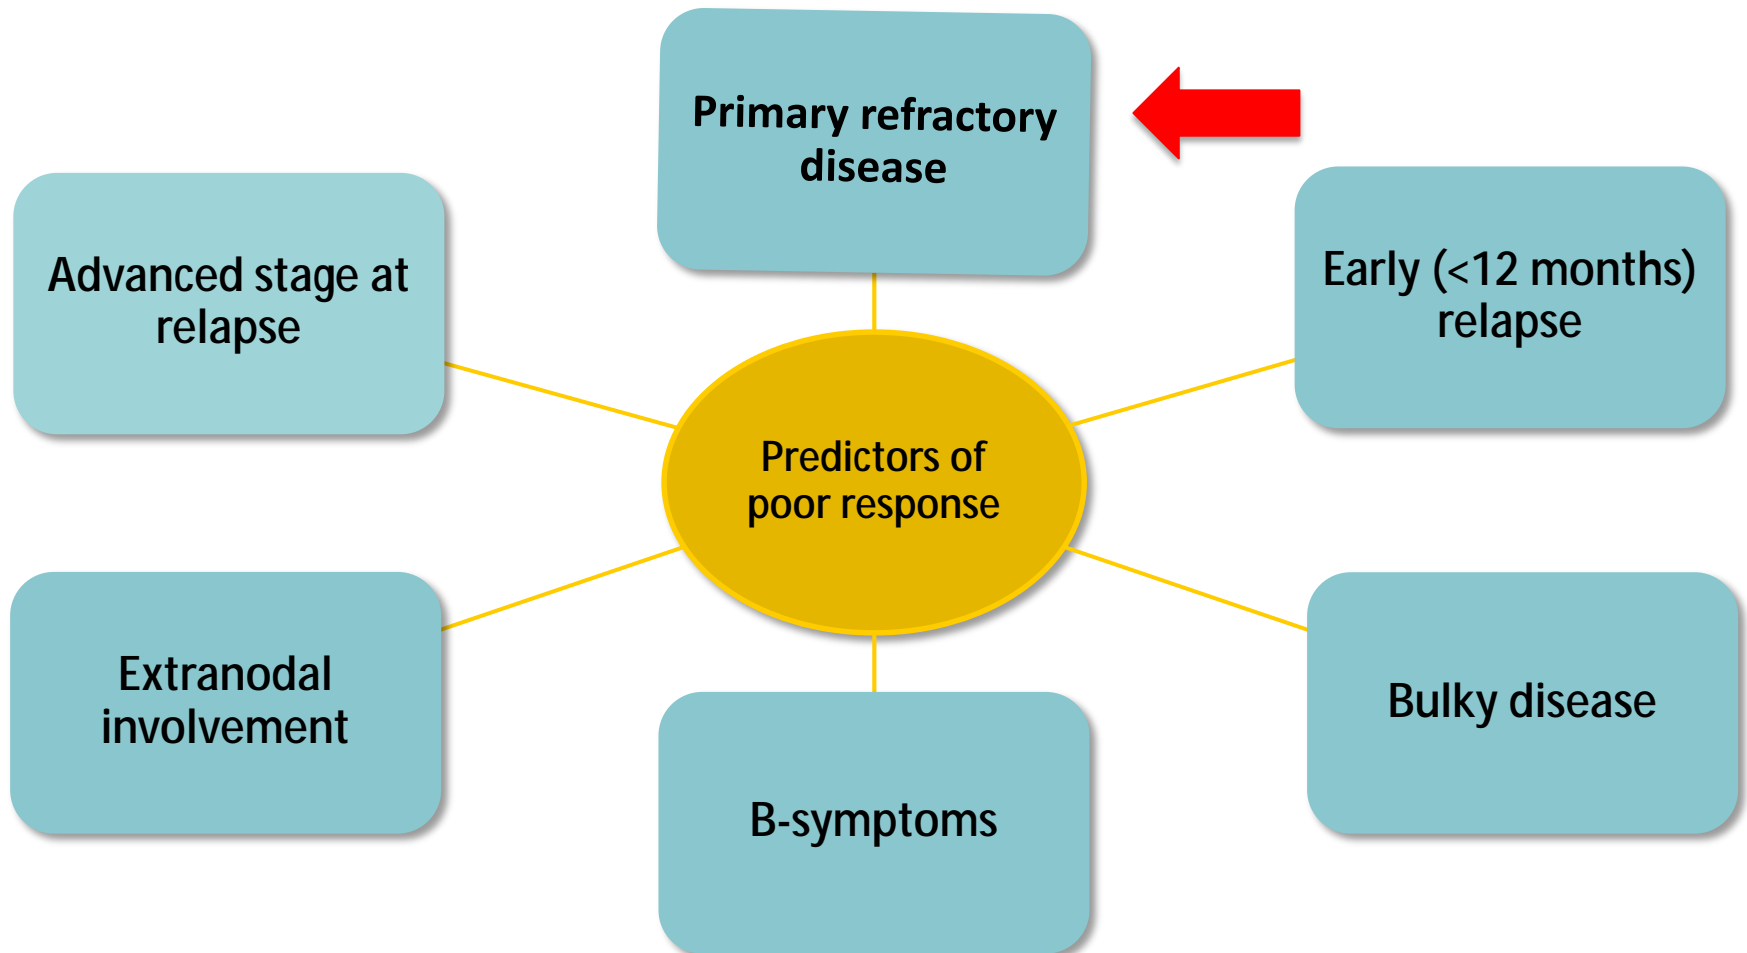 Primary refractory
disease
Advanced stage at
relapse
Early (<12 months)
relapse
Predictors of
poor response
Extranodal
involvement
Bulky disease
B-symptoms